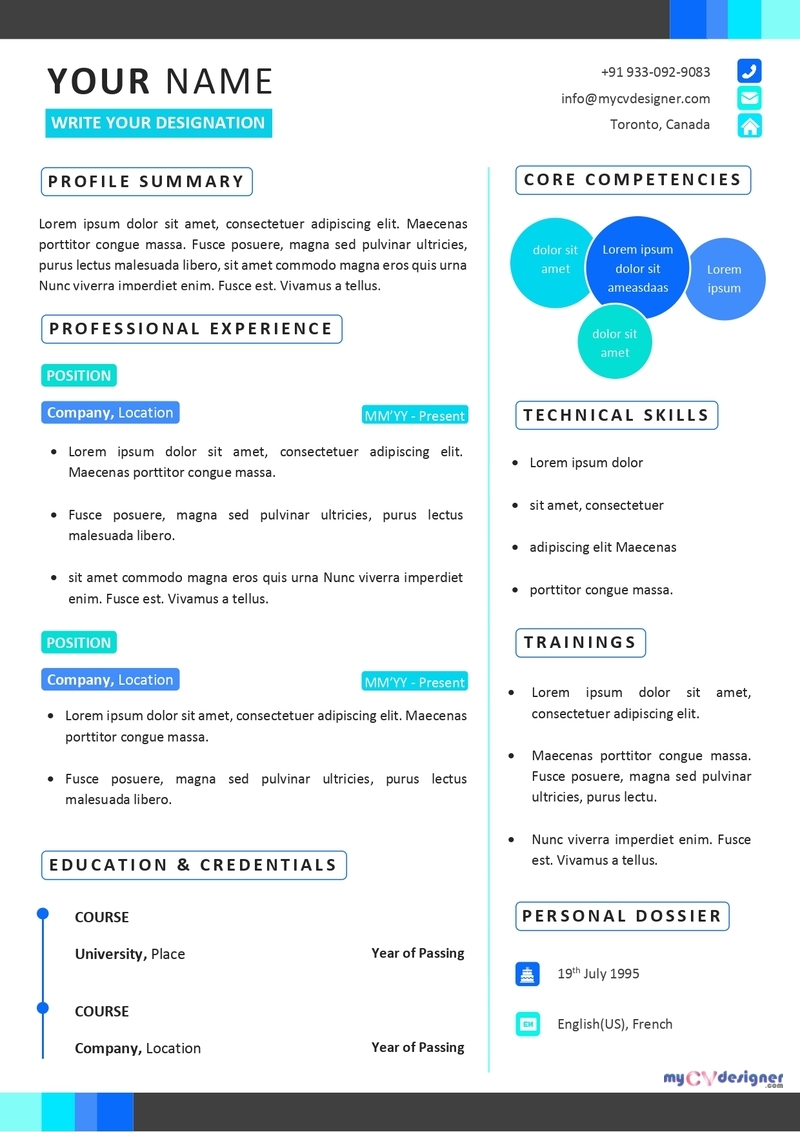 YOUR NAME
WRITE YOUR DESIGNATION
+91 933-092-9083
info@mycvdesigner.com
Toronto, Canada
PROFILE SUMMARY
Lorem ipsum dolor sit amet, consectetuer adipiscing elit. Maecenas
porttitor congue massa. Fusce posuere, magna sed pulvinar ultricies,
purus lectus malesuada libero, sit amet commodo magna eros quis urna
Nunc viverra imperdiet enim. Fusce est. Vivamus a tellus.
PROFESSIONAL EXPERIENCE
POSITION
Company, Location
MM'YY - Present
• Lorem ipsum dolor sit amet, consectetuer adipiscing elit.
Maecenas porttitor congue massa.
• Fusce posuere, magna sed pulvinar ultricies, purus lectus
malesuada libero.
• sit amet commodo magna eros quis urna Nunc viverra imperdiet
enim. Fusce est. Vivamus a tellus.
POSITION
Company, Location
MM'YY - Present
• Lorem ipsum dolor sit amet, consectetuer adipiscing elit. Maecenas
porttitor congue massa.
• Fusce posuere, magna sed pulvinar ultricies, purus lectus
malesuada libero.
EDUCATION & CREDENTIALS
COURSE
University, Place
Year of Passing
COURSE
Company, Location
Year of Passing
CORE COMPETENCIES
dolor sit
amet
Lorem ipsum
dolor sit
ameasdaas
Lorem
ipsum
dolor sit
amet
TECHNICAL SKILLS
• Lorem ipsum dolor
• sit amet, consectetuer
• adipiscing elit Maecenas
• porttitor congue massa.
TRAININGS
• Lorem ipsum dolor sit amet,
consectetuer adipiscing elit.
• Maecenas porttitor congue massa.
Fusce posuere, magna sed pulvinar
ultricies, purus lectu.
• Nunc viverra imperdiet enim. Fusce
est. Vivamus a tellus.
PERSONAL DOSSIER
19th July 1995
EN
English(US), French
myCVdesigner
.com